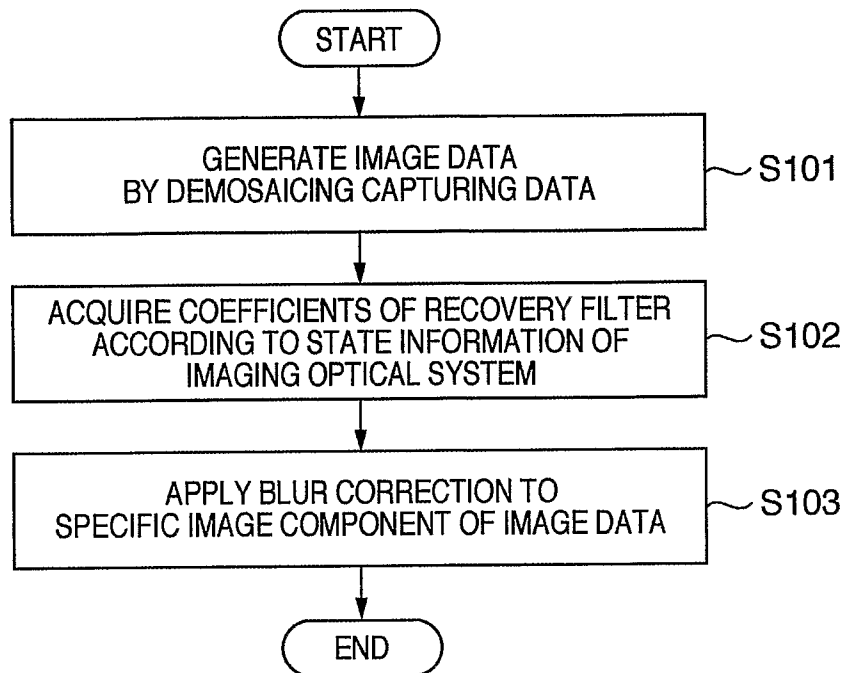 START
GENERATE IMAGE DATA
BY DEMOSAICING CAPTURING DATA
S101
ACQUIRE COEFFICIENTS OF RECOVERY FILTER
ACCORDING TO STATE INFORMATION OF
IMAGING OPTICAL SYSTEM
S102
APPLY BLUR CORRECTION TO
SPECIFIC IMAGE COMPONENT OF IMAGE DATA
S103
END